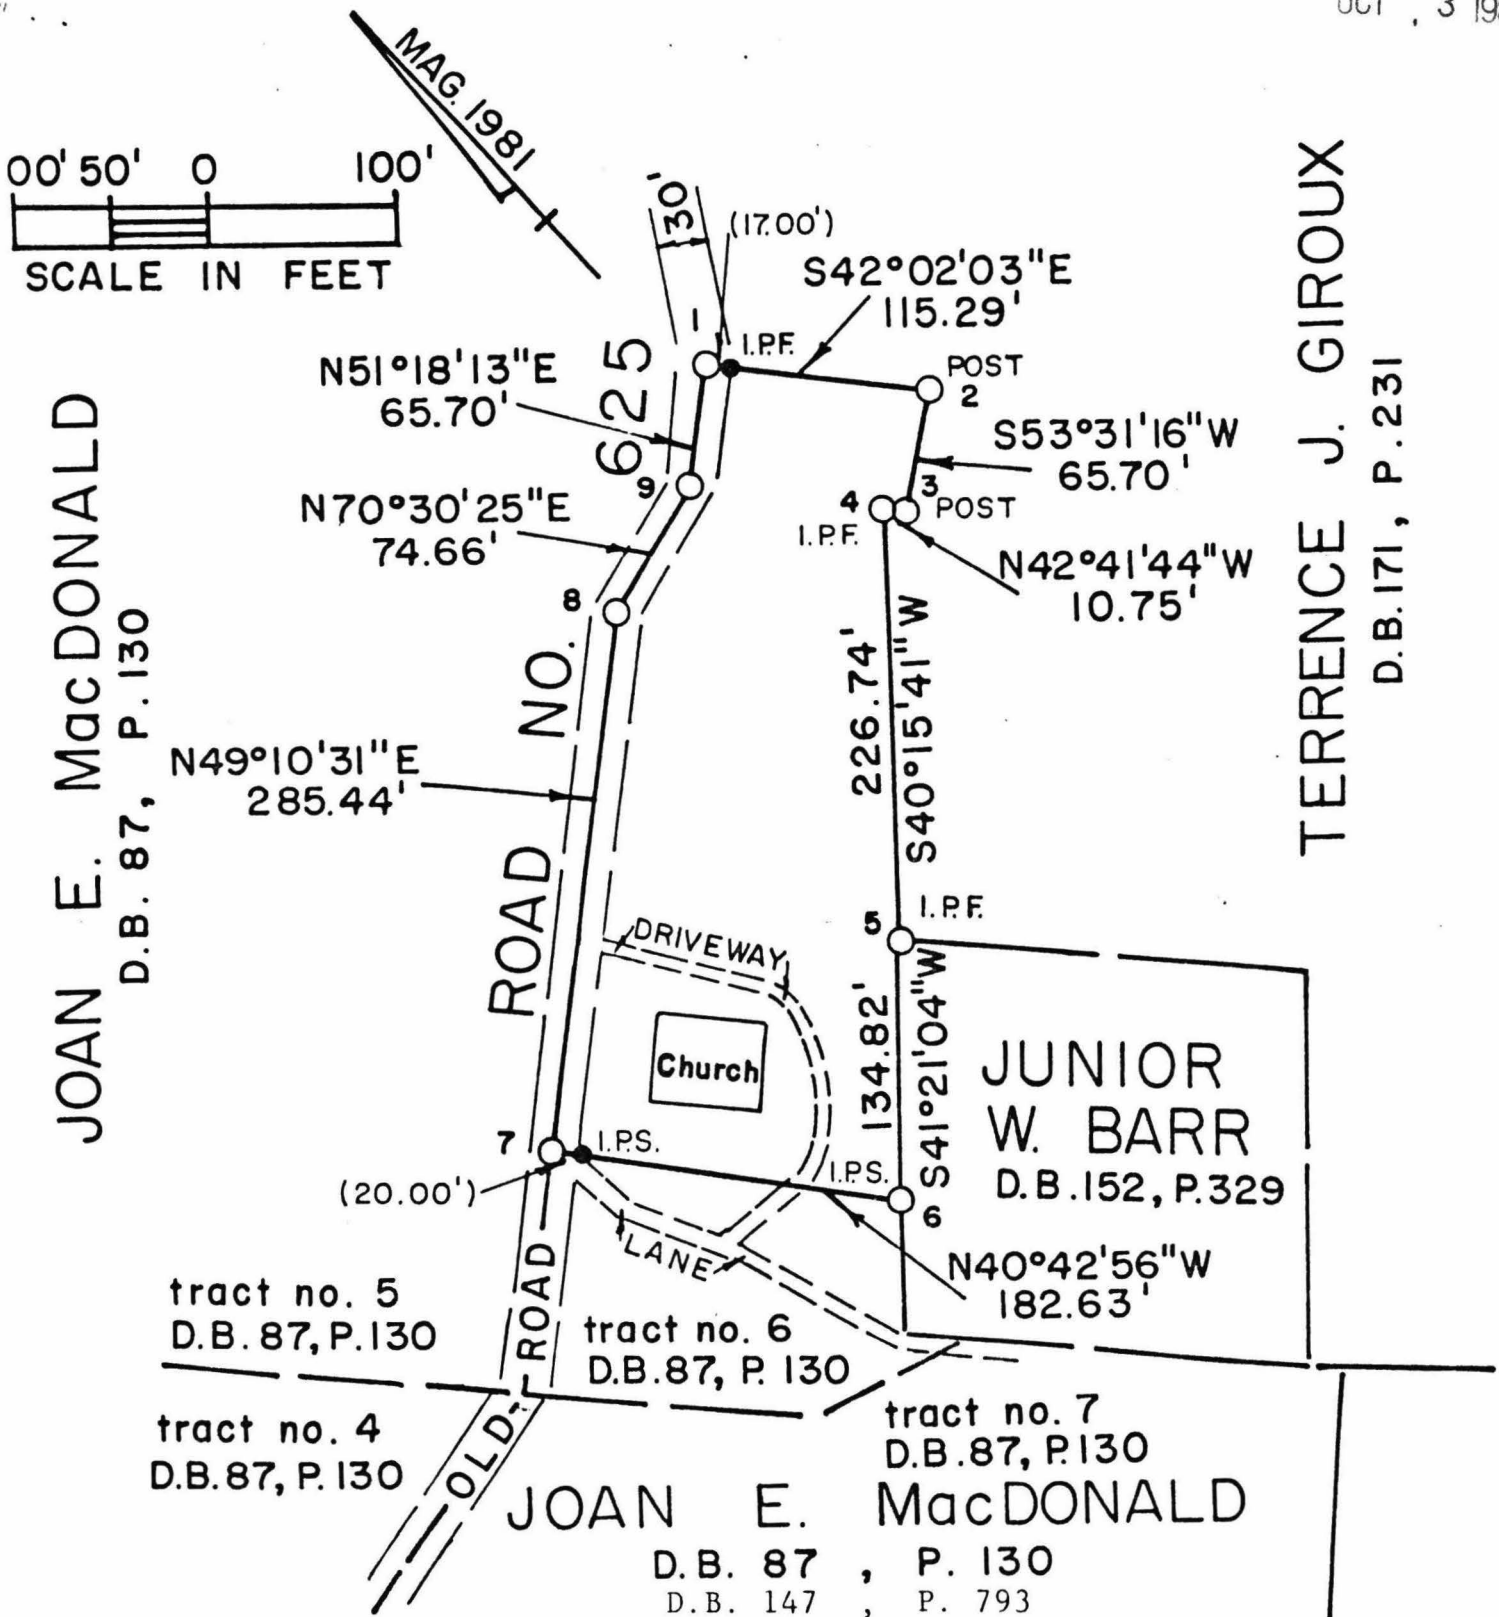 OCT , 3 19
MAG. 1981
00' 50' 0 100'
SCALE IN FEET
30'
(17.00')
S42°02'03"E
115.29'
1
I.P.F.
POST
2
N51°18'13"E
65.70'
S53°31'16"W
65.70'
9
3
POST
4
I.P.F.
N70°30'25"E
74.66'
N42°41'44"W
10.75'
8
ROAD NO. 625
N49°10'31"E
285.44'
226.74'
S40°15'41"W
JOAN E. MacDONALD
D.B. 87, P. 130
TERRENCE J. GIROUX
D.B. 171, P. 231
5
I.P.F.
DRIVEWAY
Church
134.82'
S41°21'04"W
JUNIOR
W. BARR
D.B. 152, P. 329
7
I.P.S.
I.P.S.
6
(20.00')
LANE
N40°42'56"W
182.63'
tract no. 5
D.B. 87, P. 130
tract no. 6
D.B. 87, P. 130
OLD ROAD
tract no. 4
D.B. 87, P. 130
tract no. 7
D.B. 87, P. 130
JOAN E. MacDONALD
D.B. 87 , P. 130
D.B. 147 , P. 793